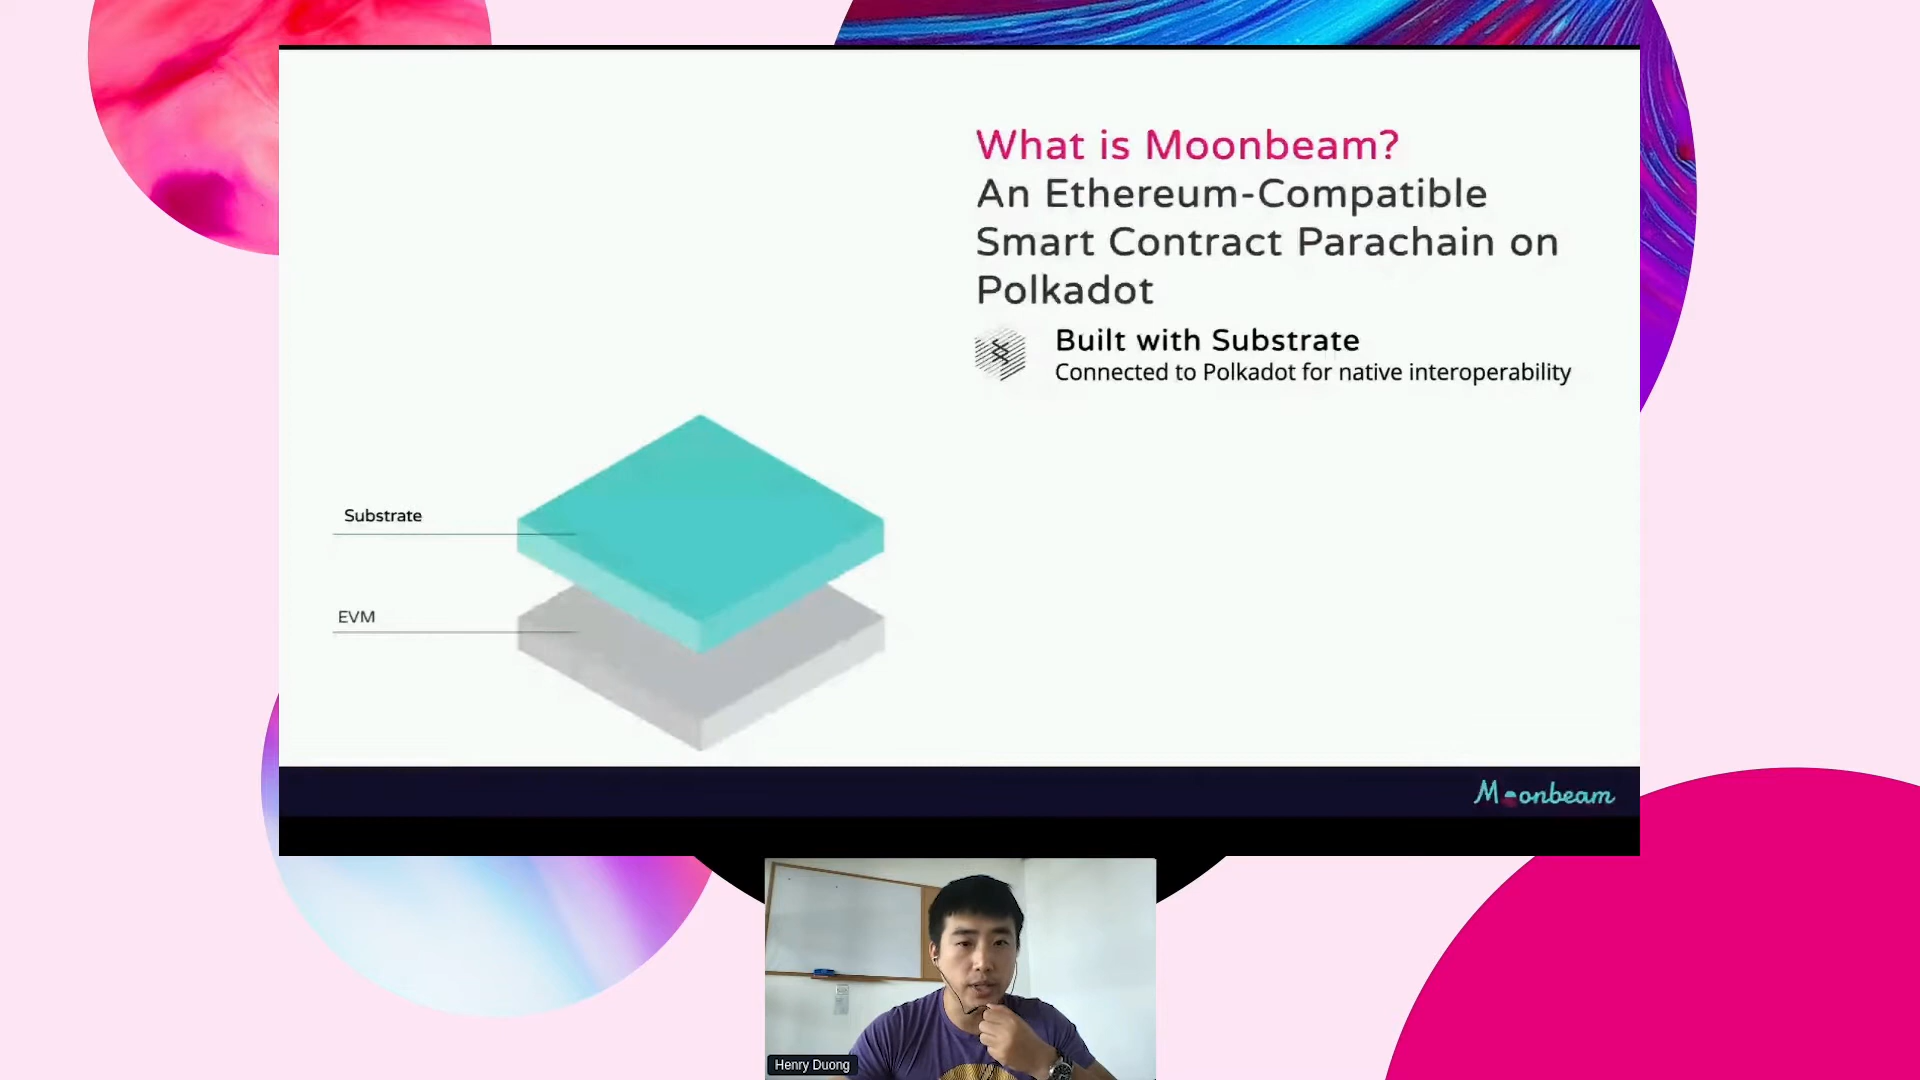 What is Moonbeam?
An Ethereum-Compatible
Smart Contract Parachain on
Polkadot
Built with Substrate
Connected to Polkadot for native interoperability
Substrate
EVM
Moonbeam
Henry Duong